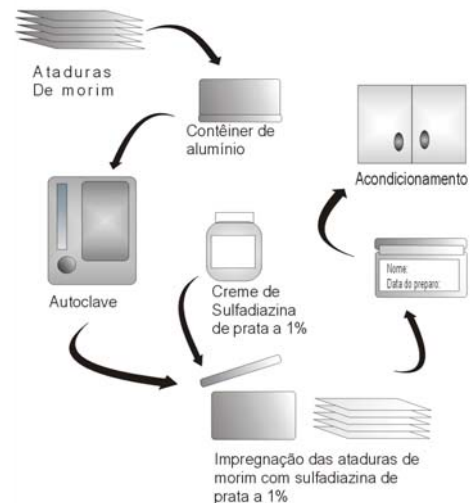 Ataduras
De morim
Contêiner de
alumínio
Acondicionamento
Autoclave
Creme de
Sulfadiazina
de prata a 1%
Nome:
Data do preparo:
Impregnação das ataduras de
morim com sulfadiazina de
prata a 1%